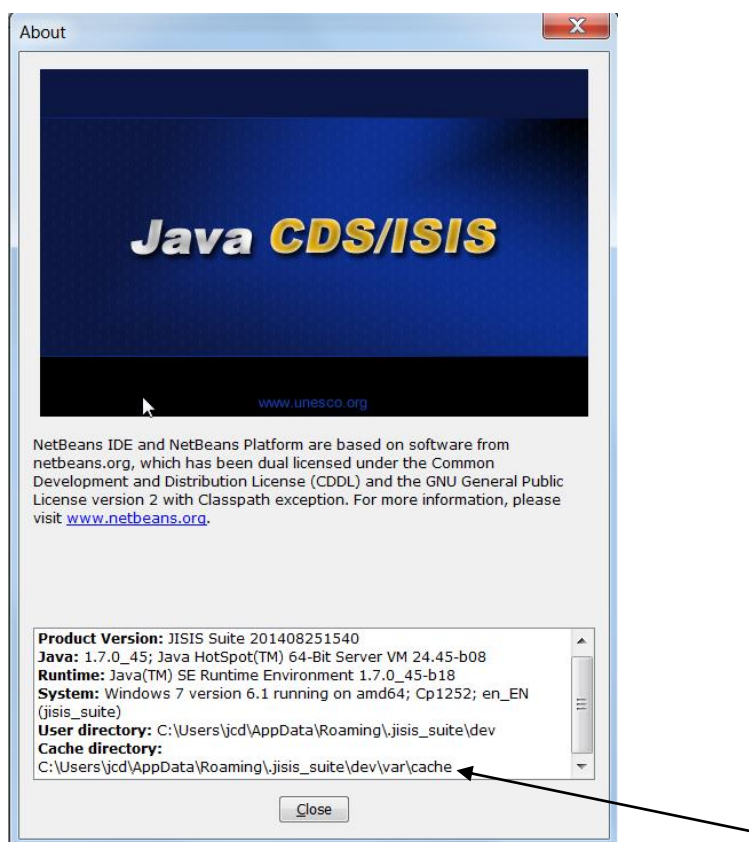 About
Java CDS/ISIS
www.unesco.org
NetBeans IDE and NetBeans Platform are based on software from
netbeans.org, which has been dual licensed under the Common
Development and Distribution License (CDDL) and the GNU General Public
License version 2 with Classpath exception. For more information, please
visit www.netbeans.org.
Product Version: JISIS Suite 201408251540
Java: 1.7.0_45; Java HotSpot(TM) 64-Bit Server VM 24.45-b08
Runtime: Java(TM) SE Runtime Environment 1.7.0_45-b18
System: Windows 7 version 6.1 running on amd64; Cp1252; en_EN
(jisis_suite)
User directory: C:\Users\jcd\AppData\Roaming\.jisis_suite\dev
Cache directory:
C:\Users\jcd\AppData\Roaming\.jisis_suite\dev\var\cache
Close